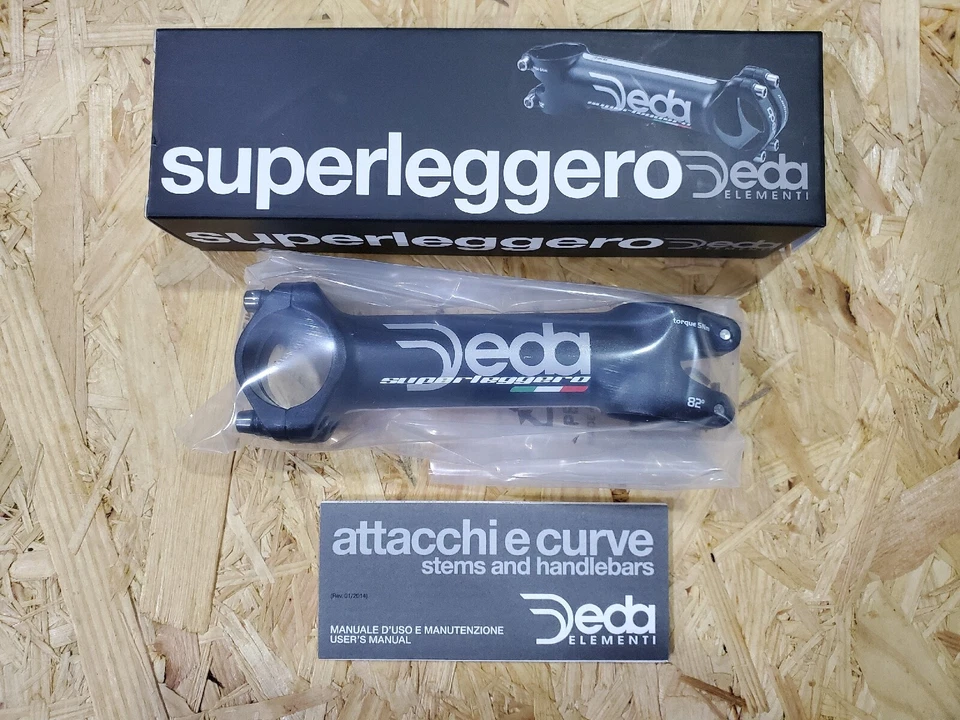 Deda
superleggero
superleggero Deda
ELEMENTI
superleggero Deda
torque 5Nm
Deda
superleggero
82°
attacchi e curve
stems and handlebars
(Rev. 01/2014)
Deda
ELEMENTI
MANUALE D'USO E MANUTENZIONE
USER'S MANUAL